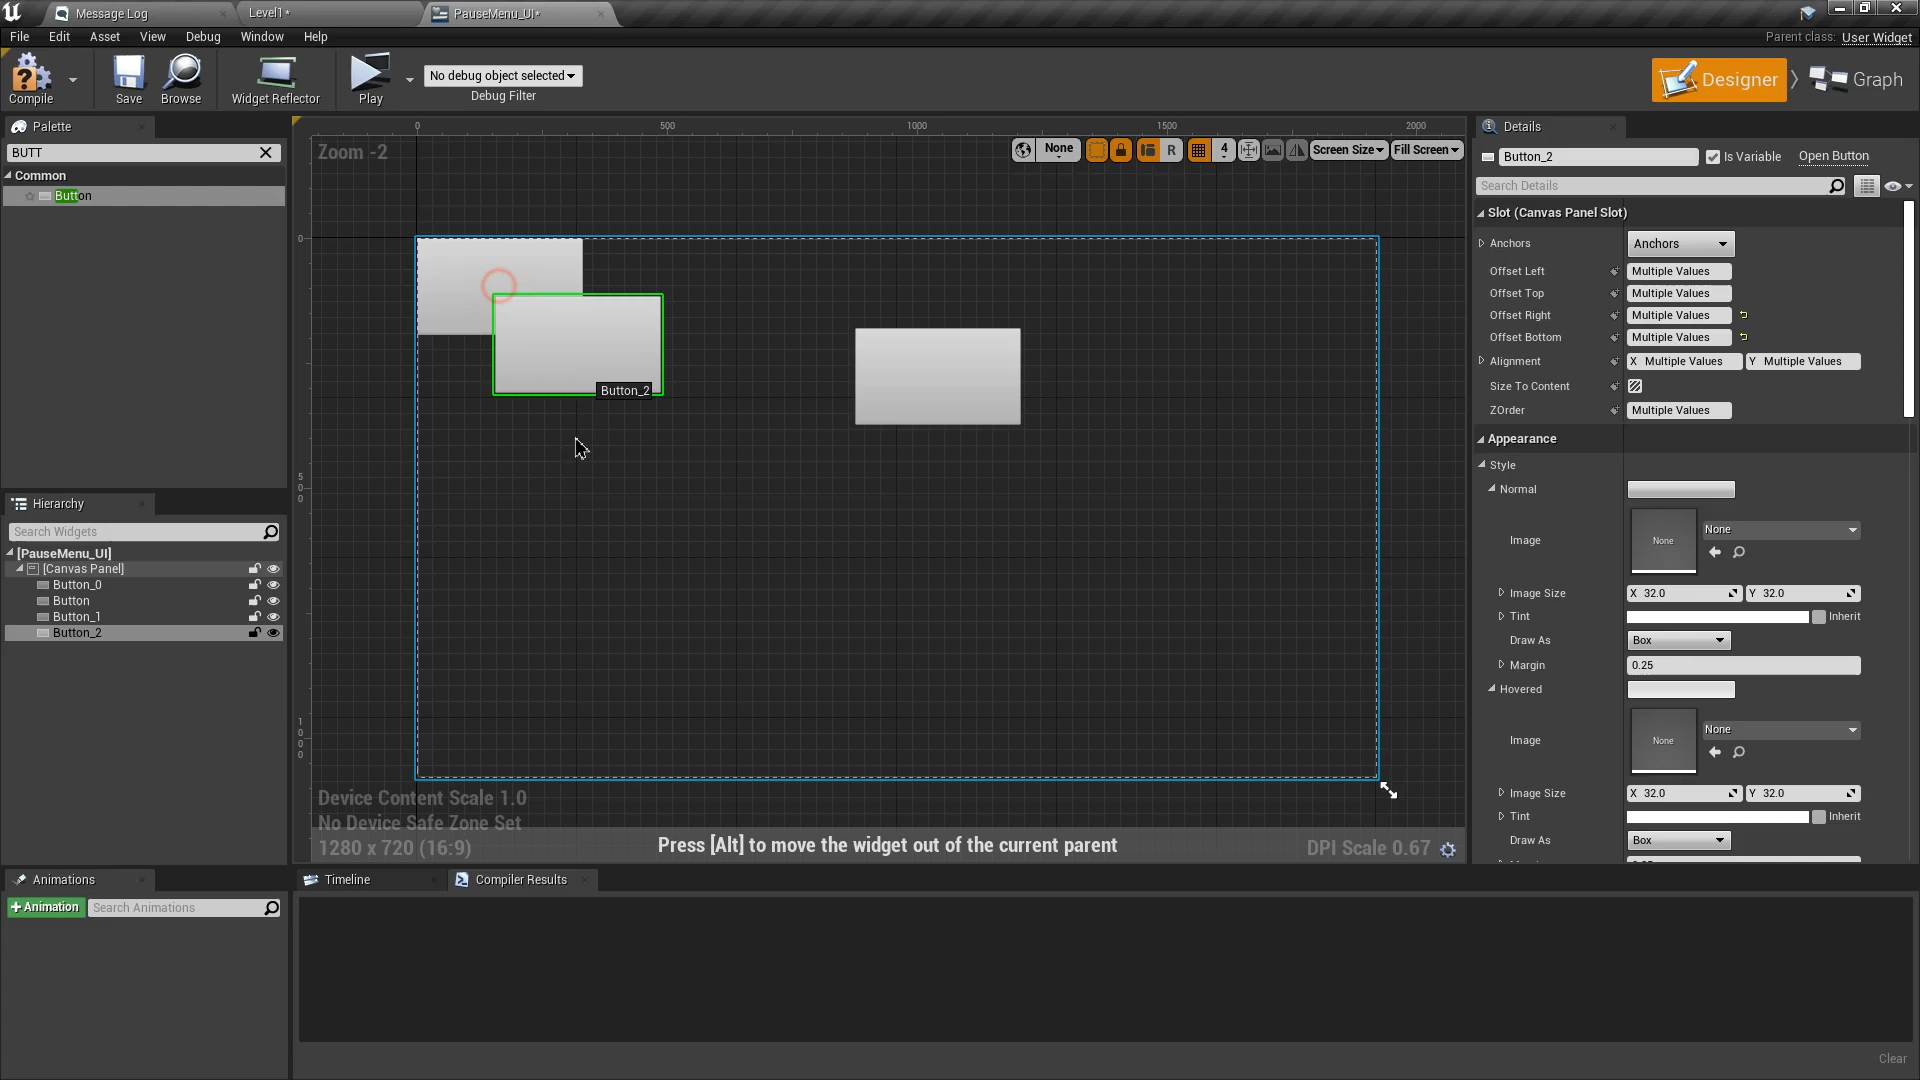 Message Log
Level1*
PauseMenu_UI*
File
Edit
Asset
View
Debug
Window
Help
Parent class: User Widget
Compile
Save
Browse
Widget Reflector
Play
No debug object selected
Debug Filter
Designer
Graph
Palette
BUTT
Common
Button
Hierarchy
Search Widgets
[PauseMenu_UI]
[Canvas Panel]
Button_0
Button
Button_1
Button_2
Animations
+Animation
Search Animations
0
500
1000
1500
2000
Zoom -2
None
R
4
Screen Size
Fill Screen
0
500
1000
Button_2
Device Content Scale 1.0
No Device Safe Zone Set
1280 x 720 (16:9)
Press [Alt] to move the widget out of the current parent
DPI Scale 0.67
Timeline
Compiler Results
Clear
Details
Button_2
Is Variable
Open Button
Search Details
Slot (Canvas Panel Slot)
Anchors
Anchors
Offset Left
Multiple Values
Offset Top
Multiple Values
Offset Right
Multiple Values
Offset Bottom
Multiple Values
Alignment
X Multiple Values
Y Multiple Values
Size To Content
ZOrder
Multiple Values
Appearance
Style
Normal
Image
None
None
Image Size
X 32.0
Y 32.0
Tint
Inherit
Draw As
Box
Margin
0.25
Hovered
Image
None
None
Image Size
X 32.0
Y 32.0
Tint
Inherit
Draw As
Box